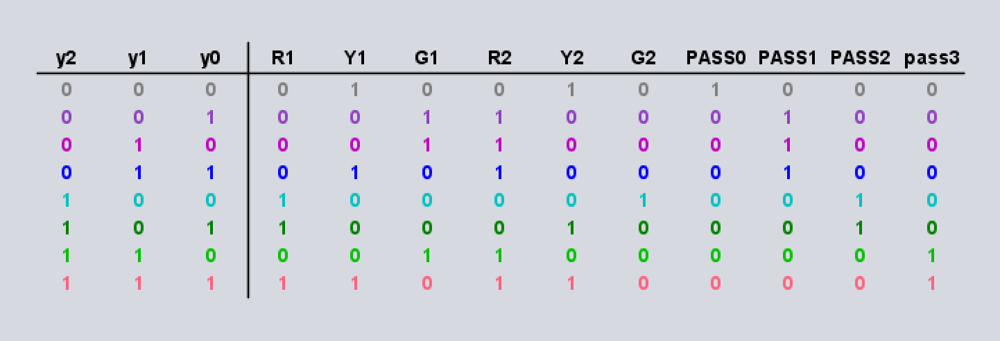 y2 y1 y0 R1 Y1 G1 R2 Y2 G2 PASS0 PASS1 PASS2 pass3
0 0 0 0 1 0 0 1 0 1 0 0 0
0 0 1 0 0 1 1 0 0 0 1 0 0
0 1 0 0 0 1 1 0 0 0 1 0 0
0 1 1 0 1 0 1 0 0 0 1 0 0
1 0 0 1 0 0 0 0 1 0 0 1 0
1 0 1 1 0 0 0 1 0 0 0 1 0
1 1 0 0 0 1 1 0 0 0 0 0 1
1 1 1 1 1 0 1 1 0 0 0 0 1